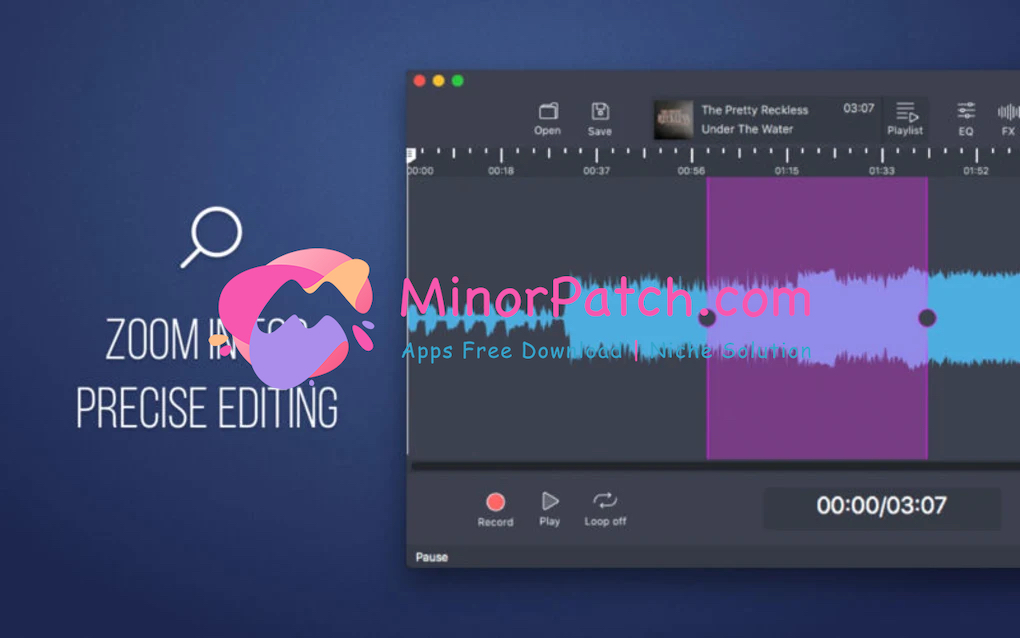 Open
Save
The Pretty Reckless
Under The Water
03:07
Playlist
EQ
FX
00:00
00:18
00:37
00:56
01:15
01:33
01:52
ZOOM IN FOR
PRECISE EDITING
MinorPatch.com
Apps Free Download | Niche Solution
Record
Play
Loop off
00:00/03:07
Pause